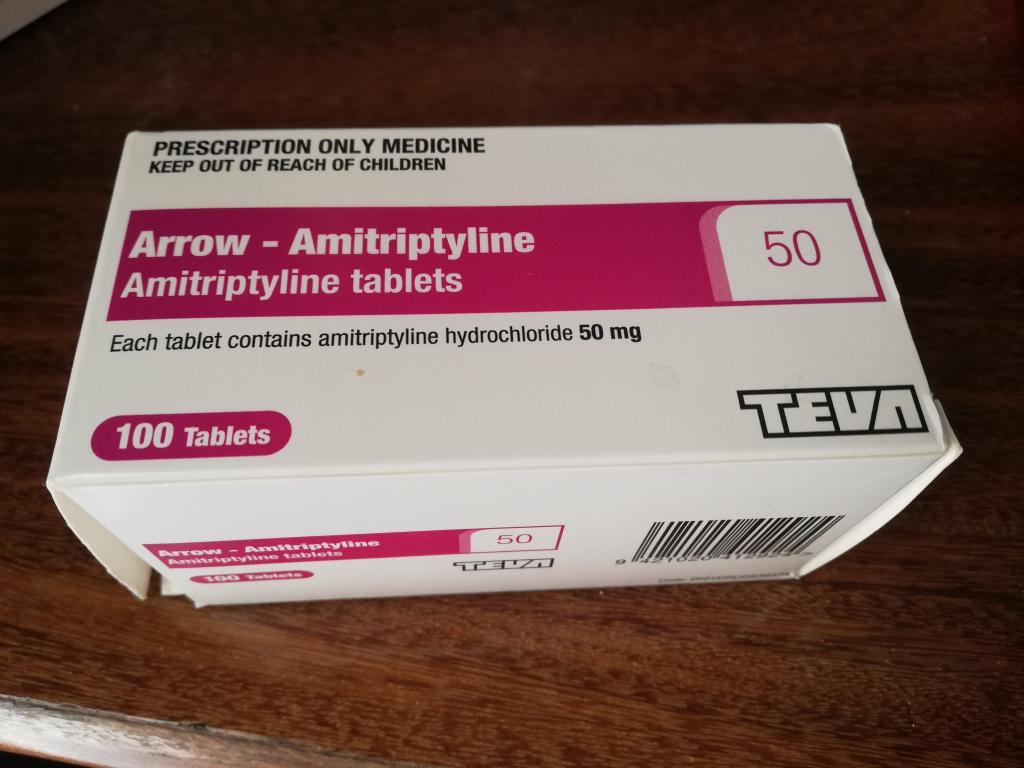 PRESCRIPTION ONLY MEDICINE
KEEP OUT OF REACH OF CHILDREN
Arrow - Amitriptyline
Amitriptyline tablets
50
Each tablet contains amitriptyline hydrochloride 50 mg
100 Tablets
TEVA
Arrow - Amitriptyline
Amitriptyline tablets
50
100 Tablets
TEVA